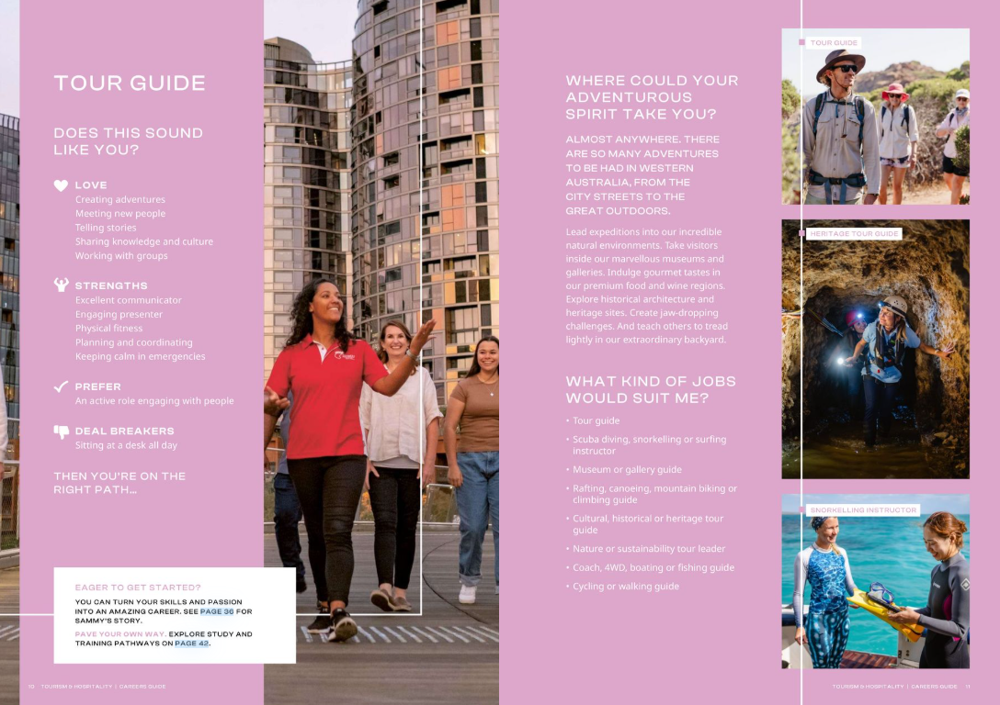 TOUR GUIDE
DOES THIS SOUND
LIKE YOU?
LOVE
Creating adventures
Meeting new people
Telling stories
Sharing knowledge and culture
Working with groups
STRENGTHS
Excellent communicator
Engaging presenter
Physical fitness
Planning and coordinating
Keeping calm in emergencies
PREFER
An active role engaging with people
DEAL BREAKERS
Sitting at a desk all day
THEN YOU'RE ON THE
RIGHT PATH...
EAGER TO GET STARTED?
YOU CAN TURN YOUR SKILLS AND PASSION
INTO AN AMAZING CAREER. SEE PAGE 36 FOR
SAMMY'S STORY.
PAVE YOUR OWN WAY. EXPLORE STUDY AND
TRAINING PATHWAYS ON PAGE 42.
10 TOURISM & HOSPITALITY | CAREERS GUIDE
WHERE COULD YOUR
ADVENTUROUS
SPIRIT TAKE YOU?
ALMOST ANYWHERE. THERE
ARE SO MANY ADVENTURES
TO BE HAD IN WESTERN
AUSTRALIA, FROM THE
CITY STREETS TO THE
GREAT OUTDOORS.
Lead expeditions into our incredible
natural environments. Take visitors
inside our marvellous museums and
galleries. Indulge gourmet tastes in
our premium food and wine regions.
Explore historical architecture and
heritage sites. Create jaw-dropping
challenges. And teach others to tread
lightly in our extraordinary backyard.
WHAT KIND OF JOBS
WOULD SUIT ME?
• Tour guide
• Scuba diving, snorkelling or surfing
instructor
• Museum or gallery guide
• Rafting, canoeing, mountain biking or
climbing guide
• Cultural, historical or heritage tour
guide
• Nature or sustainability tour leader
• Coach, 4WD, boating or fishing guide
• Cycling or walking guide
TOUR GUIDE
HERITAGE TOUR GUIDE
SNORKELLING INSTRUCTOR
TOURISM & HOSPITALITY | CAREERS GUIDE 11